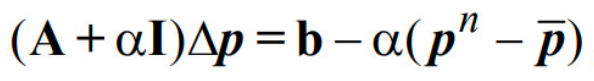 (A + αI)Δp = b – α(pⁿ – p̅)